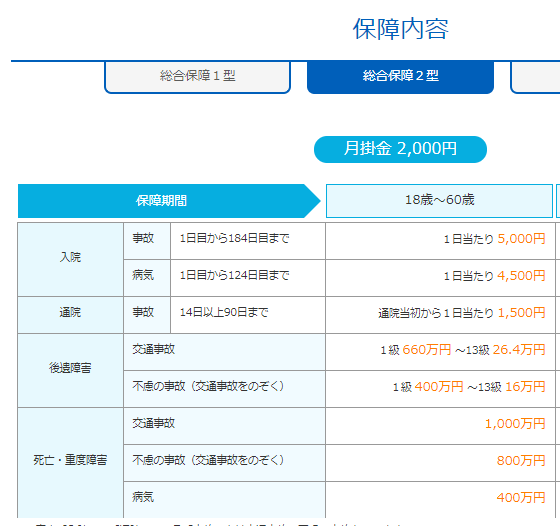 保障内容
総合保障1型
総合保障2型
月掛金 2,000円
保障期間
18歳～60歳
入院
事故
1日目から184日目まで
1日当たり 5,000円
病気
1日目から124日目まで
1日当たり 4,500円
通院
事故
14日以上90日まで
通院当初から1日当たり 1,500円
後遺障害
交通事故
1級 660万円 ～13級 26.4万円
不慮の事故（交通事故をのぞく）
1級 400万円 ～13級 16万円
死亡・重度障害
交通事故
1,000万円
不慮の事故（交通事故をのぞく）
800万円
病気
400万円